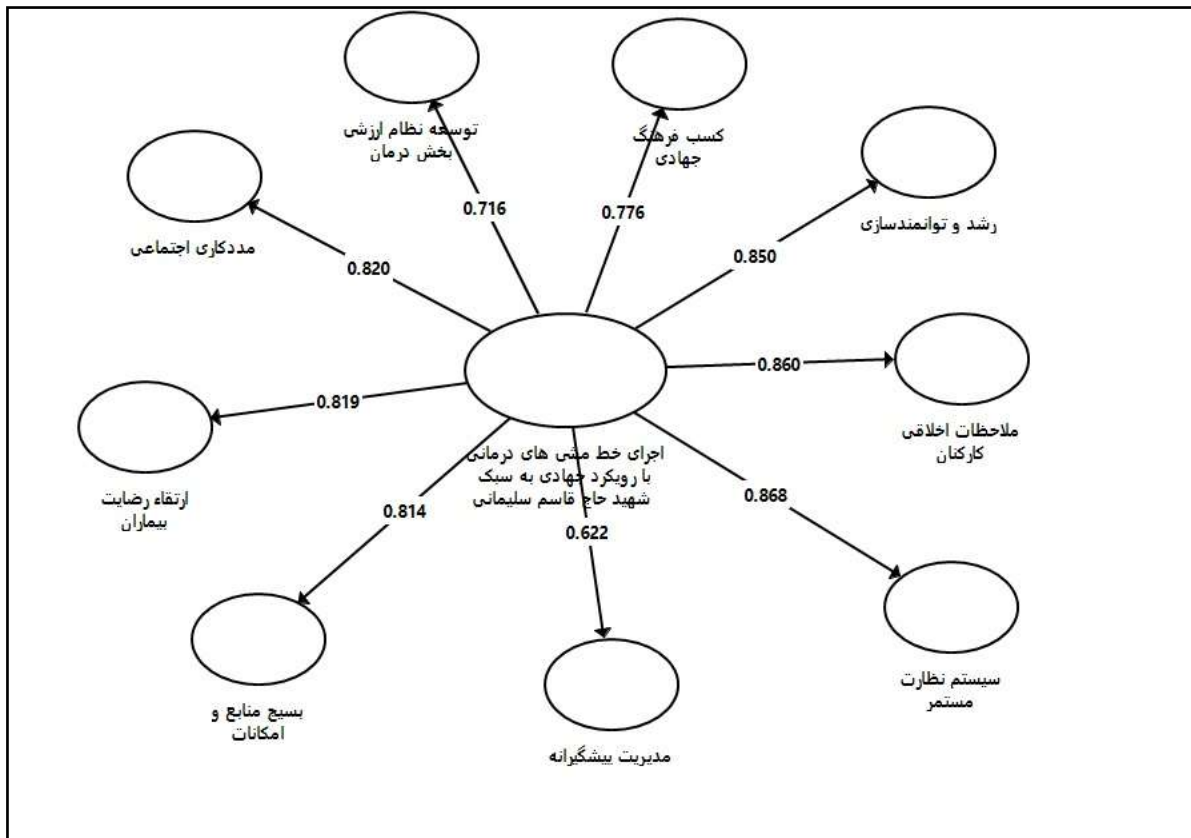 توسعه نظام ارزشی
بخش درمان
کسب فرهنگ
جهادی
رشد و توانمندسازی
مددکاری اجتماعی
0.716
0.776
0.850
0.820
0.860
ملاحظات اخلاقی
کارکنان
0.819
اجرای خط مشی های درمانی
با رویکرد جهادی به سبک
شهید حاج قاسم سلیمانی
ارتقاء رضایت
بیماران
0.868
0.814
0.622
سیستم نظارت
مستمر
بسیج منابع و
امکانات
مدیریت پیشگیرانه